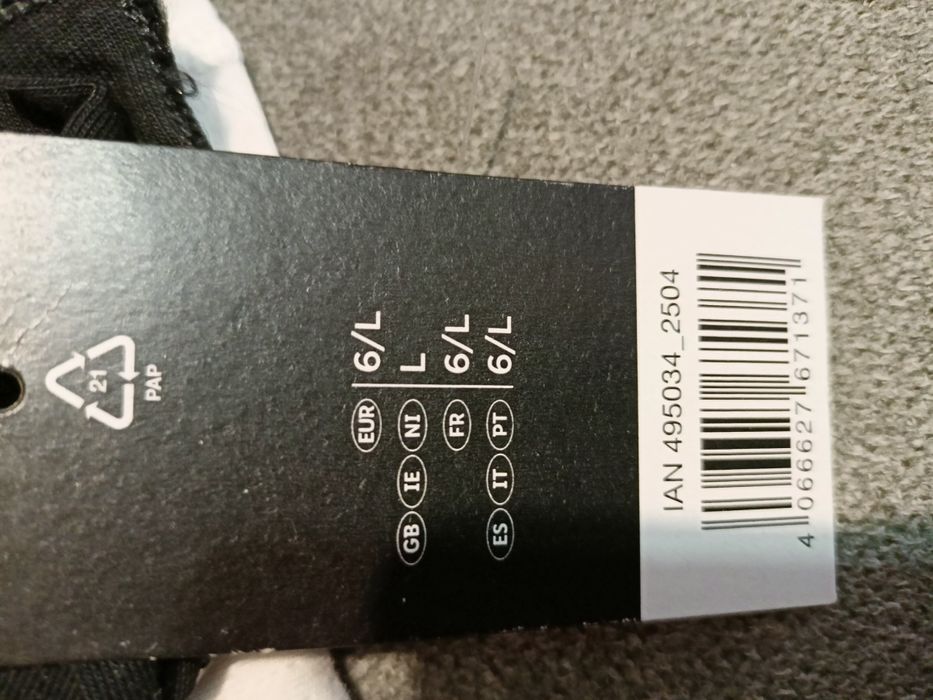 21
PAP
EUR 6/L
GB IE NI L
FR 6/L
ES IT PT 6/L
IAN 495034_2504
4 066627 671371